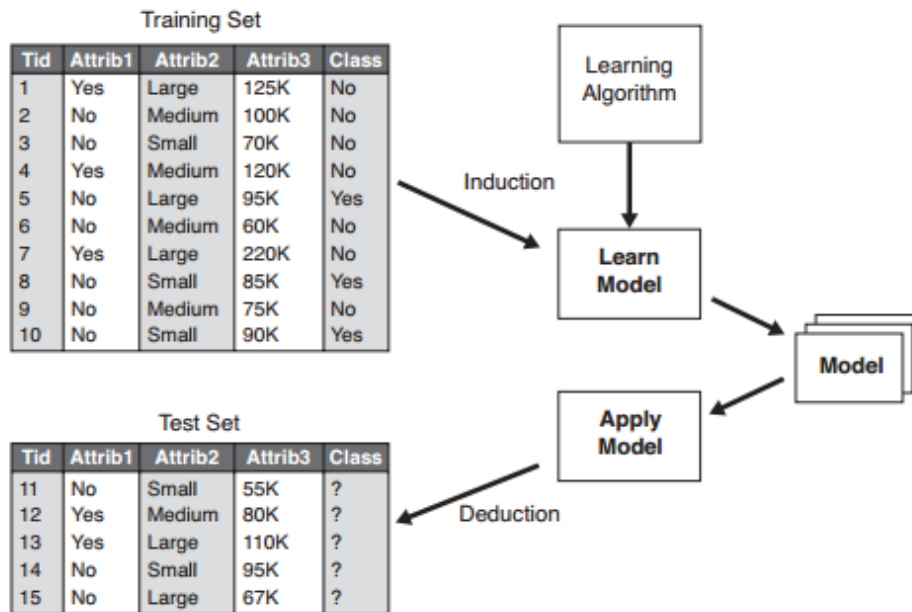 Training Set
Tid Attrib1 Attrib2 Attrib3 Class
1 Yes Large 125K No
2 No Medium 100K No
3 No Small 70K No
4 Yes Medium 120K No
5 No Large 95K Yes
6 No Medium 60K No
7 Yes Large 220K No
8 No Small 85K Yes
9 No Medium 75K No
10 No Small 90K Yes
Learning
Algorithm
Induction
Learn
Model
Model
Apply
Model
Deduction
Test Set
Tid Attrib1 Attrib2 Attrib3 Class
11 No Small 55K ?
12 Yes Medium 80K ?
13 Yes Large 110K ?
14 No Small 95K ?
15 No Large 67K ?